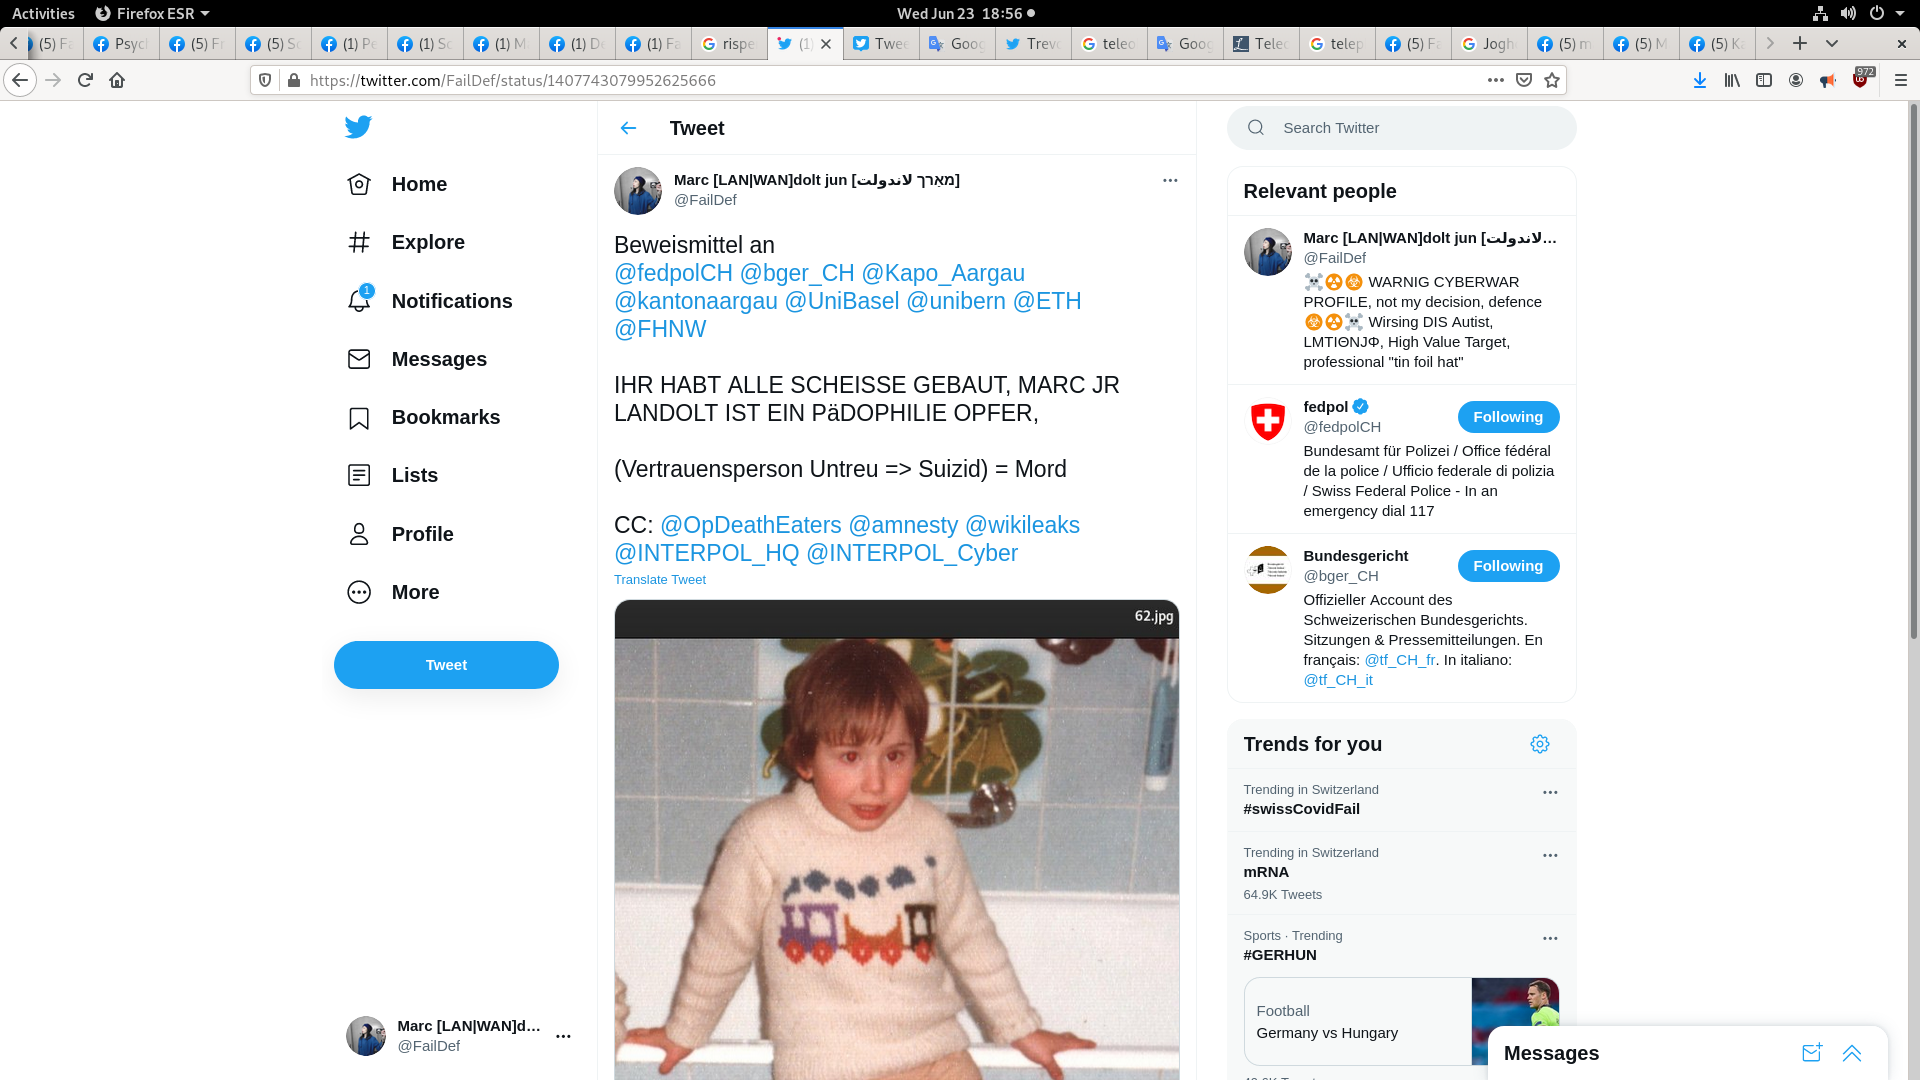 Activities
Firefox ESR
Wed Jun 23 18:56
(5) Fa
Psych
(5) Fr
(5) Sc
(1) Pe
(1) Sc
(1) M
(1) De
(1) Fa
rispe
(1)
Twee
Goog
Trevo
teleo
Goog
Telec
telep
(5) Fa
Jogh
(5) m
(5) M
(5) Ka
https://twitter.com/FailDef/status/1407743079952625666
972
Home
Explore
1
Notifications
Messages
Bookmarks
Lists
Profile
More
Tweet
Marc [LAN|WAN]d...
@FailDef
Tweet
Marc [LAN|WAN]dolt jun [מאַרך لاندولت]
@FailDef
Beweismittel an
@fedpolCH @bger_CH @Kapo_Aargau
@kantonaargau @UniBasel @unibern @ETH
@FHNW
IHR HABT ALLE SCHEISSE GEBAUT, MARC JR
LANDOLT IST EIN PäDOPHILIE OPFER,
(Vertrauensperson Untreu => Suizid) = Mord
CC: @OpDeathEaters @amnesty @wikileaks
@INTERPOL_HQ @INTERPOL_Cyber
Translate Tweet
62.jpg
Search Twitter
Relevant people
Marc [LAN|WAN]dolt jun [لاندولت...
@FailDef
☠️☢️☣️ WARNIG CYBERWAR
PROFILE, not my decision, defence
☣️☢️☠️ Wirsing DIS Autist,
LMTIΘNJΦ, High Value Target,
professional "tin foil hat"
fedpol
@fedpolCH
Following
Bundesamt für Polizei / Office fédéral
de la police / Ufficio federale di polizia
/ Swiss Federal Police - In an
emergency dial 117
Bundesgericht
@bger_CH
Following
Offizieller Account des
Schweizerischen Bundesgerichts.
Sitzungen & Pressemitteilungen. En
français: @tf_CH_fr. In italiano:
@tf_CH_it
Trends for you
Trending in Switzerland
#swissCovidFail
Trending in Switzerland
mRNA
64.9K Tweets
Sports · Trending
#GERHUN
Football
Germany vs Hungary
Messages